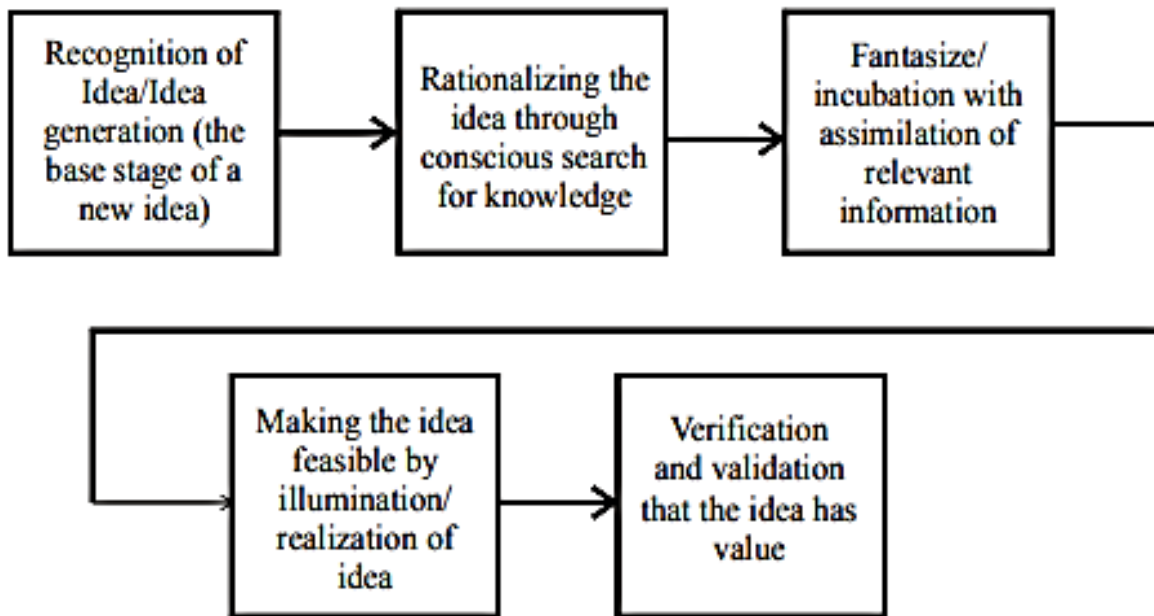 Recognition of
Idea/Idea
generation (the
base stage of a
new idea)
Rationalizing the
idea through
conscious search
for knowledge
Fantasize/
incubation with
assimilation of
relevant
information
Making the idea
feasible by
illumination/
realization of
idea
Verification
and validation
that the idea has
value